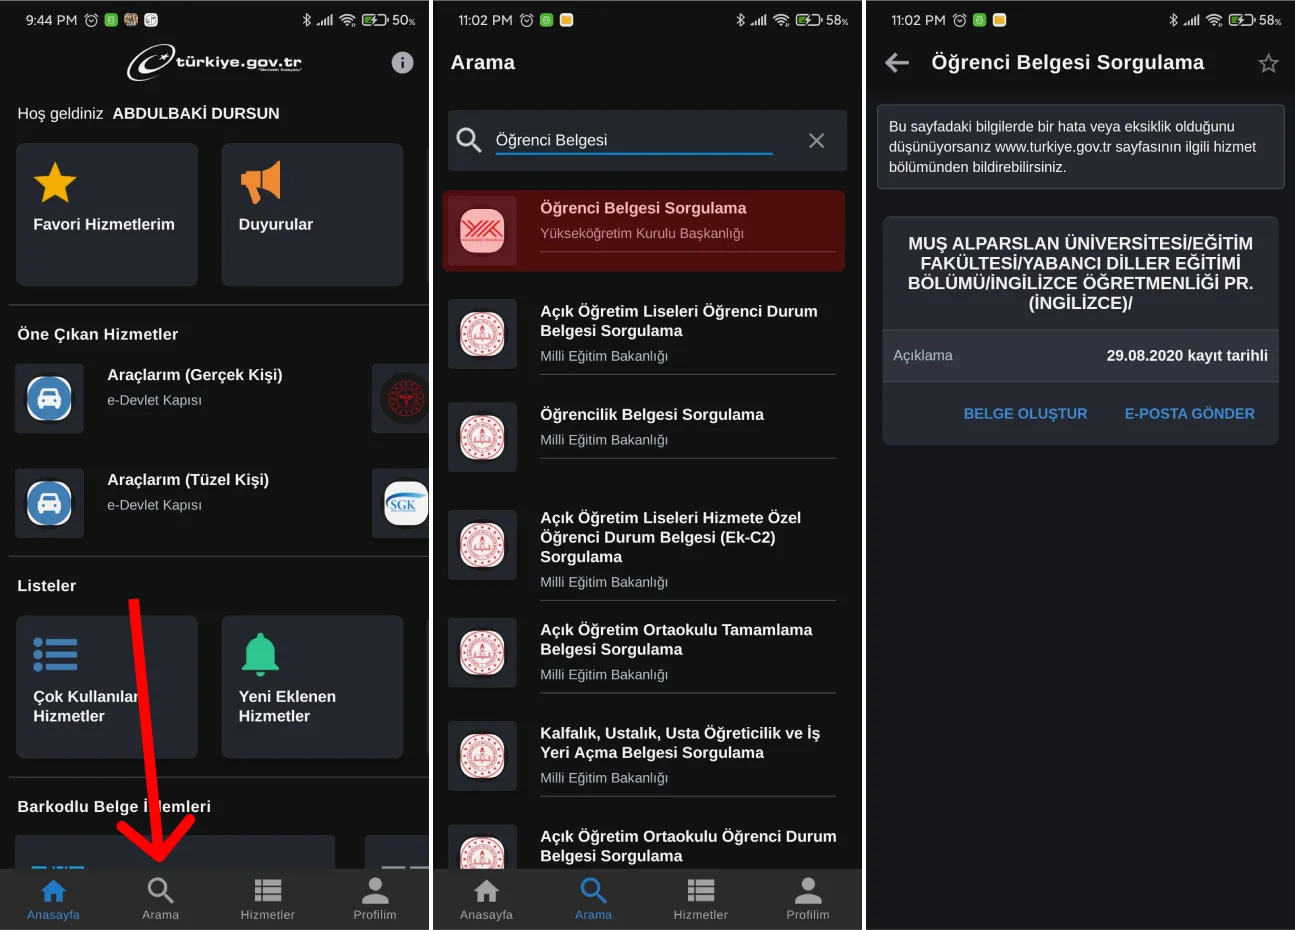 9:44 PM
50%
türkiye.gov.tr
Hoş geldiniz ABDULBAKİ DURSUN
Favori Hizmetlerim
Duyurular
Öne Çıkan Hizmetler
Araçlarım (Gerçek Kişi)
e-Devlet Kapısı
Araçlarım (Tüzel Kişi)
e-Devlet Kapısı
SGK
Listeler
Çok Kullanılan
Hizmetler
Yeni Eklenen
Hizmetler
Barkodlu Belge İşlemleri
Anasayfa
Arama
Hizmetler
Profilim
11:02 PM
58%
Arama
Öğrenci Belgesi
Öğrenci Belgesi Sorgulama
Yükseköğretim Kurulu Başkanlığı
Açık Öğretim Liseleri Öğrenci Durum
Belgesi Sorgulama
Milli Eğitim Bakanlığı
Öğrencilik Belgesi Sorgulama
Milli Eğitim Bakanlığı
Açık Öğretim Liseleri Hizmete Özel
Öğrenci Durum Belgesi (Ek-C2)
Sorgulama
Milli Eğitim Bakanlığı
Açık Öğretim Ortaokulu Tamamlama
Belgesi Sorgulama
Milli Eğitim Bakanlığı
Kalfalık, Ustalık, Usta Öğreticilik ve İş
Yeri Açma Belgesi Sorgulama
Milli Eğitim Bakanlığı
Açık Öğretim Ortaokulu Öğrenci Durum
Belgesi Sorgulama
Anasayfa
Arama
Hizmetler
Profilim
11:02 PM
58%
Öğrenci Belgesi Sorgulama
Bu sayfadaki bilgilerde bir hata veya eksiklik olduğunu
düşünüyorsanız www.turkiye.gov.tr sayfasının ilgili hizmet
bölümünden bildirebilirsiniz.
MUŞ ALPARSLAN ÜNİVERSİTESİ/EĞİTİM
FAKÜLTESİ/YABANCI DİLLER EĞİTİMİ
BÖLÜMÜ/İNGİLİZCE ÖĞRETMENLİĞİ PR.
(İNGİLİZCE)/
Açıklama
29.08.2020 kayıt tarihli
BELGE OLUŞTUR
E-POSTA GÖNDER